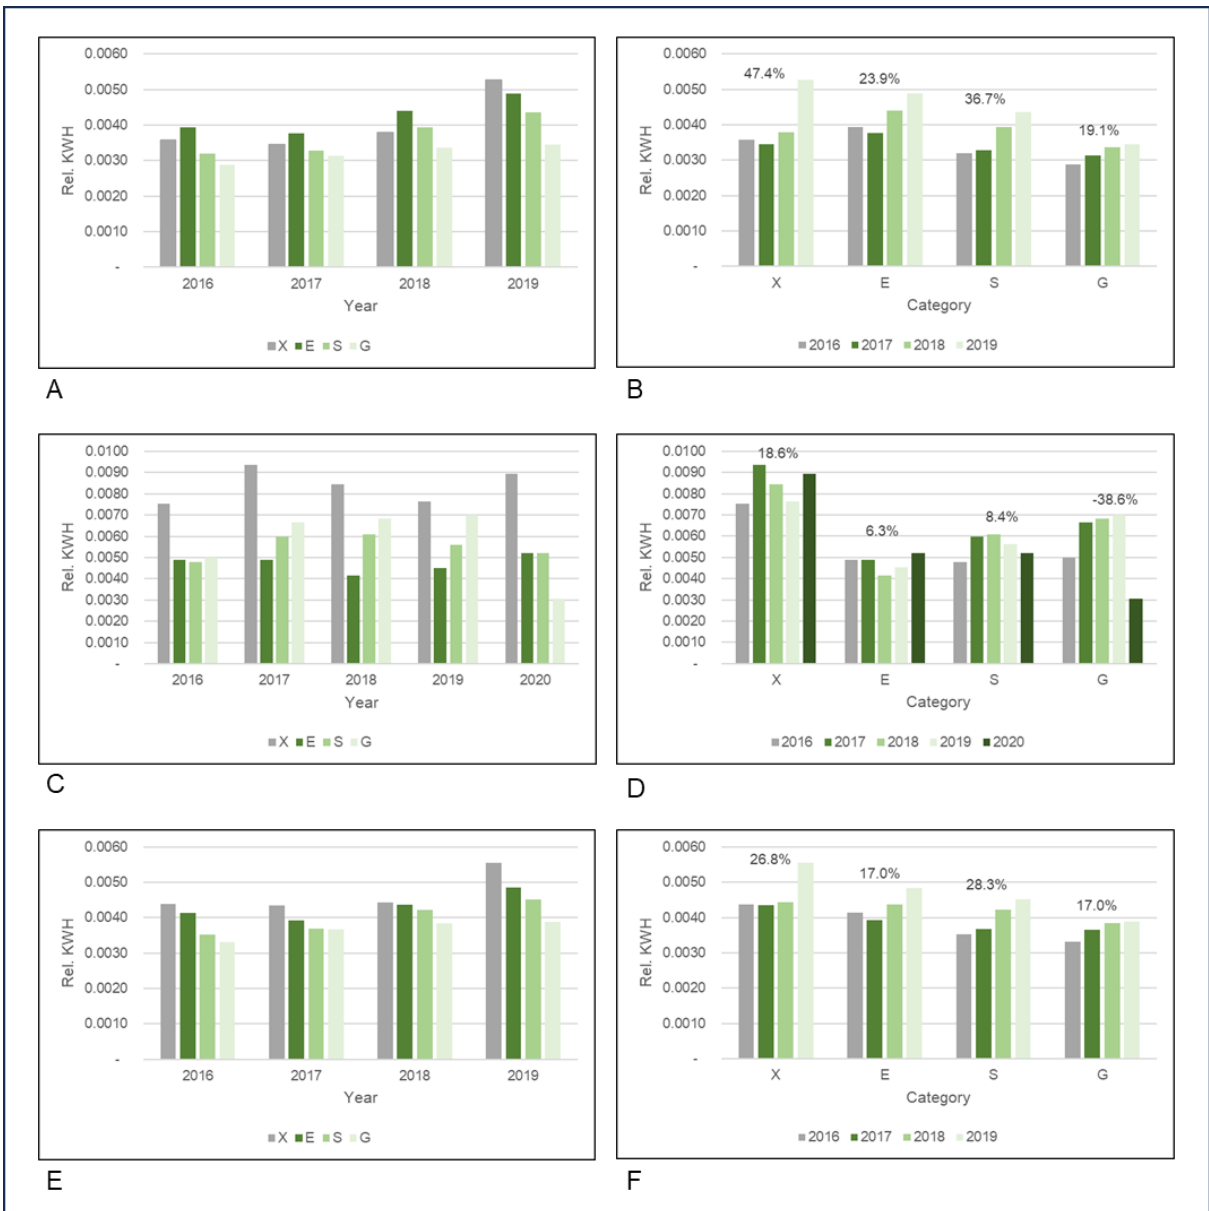 0.0060
0.0050
0.0040
0.0030
0.0020
0.0010
-
Rel. KWH
2016 2017 2018 2019
Year
X E S G
A
0.0060
0.0050
0.0040
0.0030
0.0020
0.0010
-
Rel. KWH
47.4% 23.9% 36.7% 19.1%
X E S G
Category
2016 2017 2018 2019
B
0.0100
0.0090
0.0080
0.0070
0.0060
0.0050
0.0040
0.0030
0.0020
0.0010
-
Rel. KWH
2016 2017 2018 2019 2020
Year
X E S G
C
0.0100
0.0090
0.0080
0.0070
0.0060
0.0050
0.0040
0.0030
0.0020
0.0010
-
Rel. KWH
18.6% 6.3% 8.4% -38.6%
X E S G
Category
2016 2017 2018 2019 2020
D
0.0060
0.0050
0.0040
0.0030
0.0020
0.0010
-
Rel. KWH
2016 2017 2018 2019
Year
X E S G
E
0.0060
0.0050
0.0040
0.0030
0.0020
0.0010
-
Rel. KWH
26.8% 17.0% 28.3% 17.0%
X E S G
Category
2016 2017 2018 2019
F